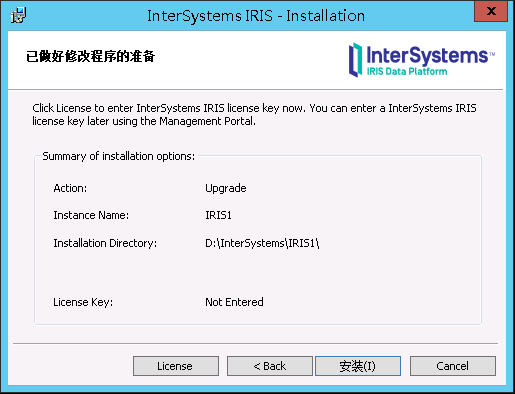 InterSystems IRIS - Installation
x
已做好修改程序的准备
InterSystems™
IRIS Data Platform
Click License to enter InterSystems IRIS license key now. You can enter a InterSystems IRIS
license key later using the Management Portal.
Summary of installation options:
Action: Upgrade
Instance Name: IRIS1
Installation Directory: D:\InterSystems\IRIS1\
License Key: Not Entered
License < Back 安装(I) Cancel